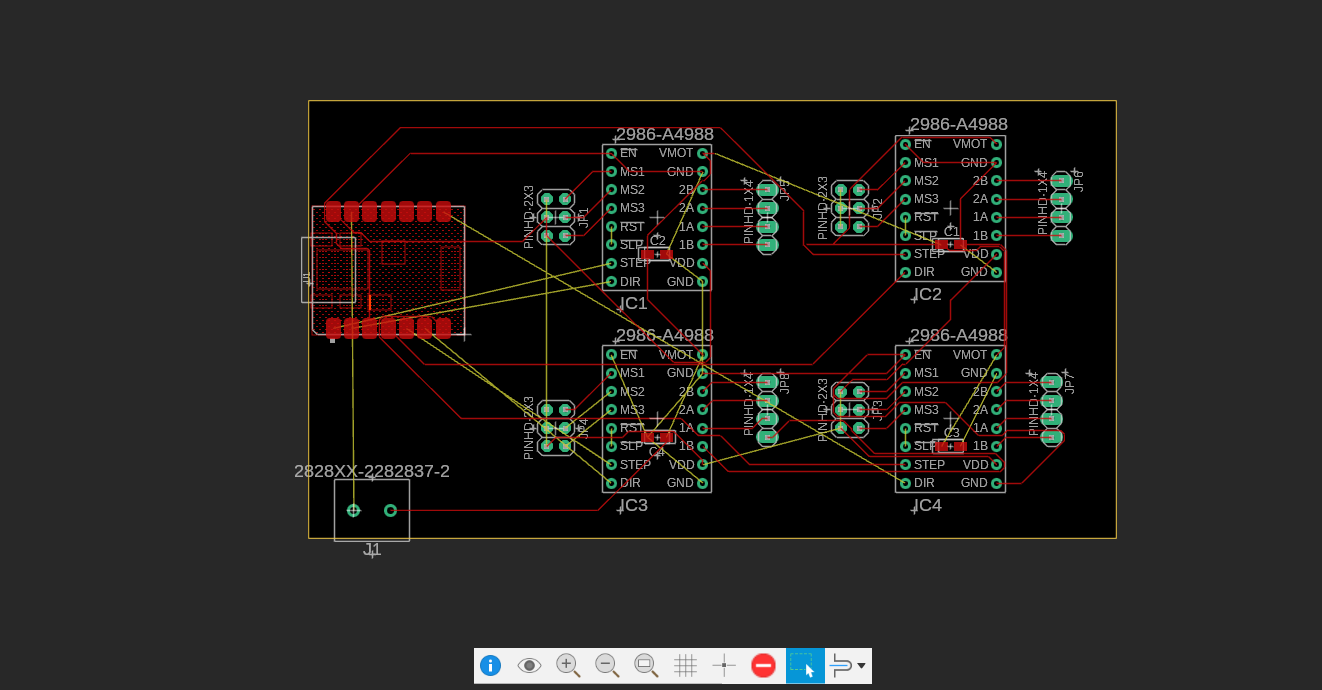 2986-A4988
EN VMOT
MS1 GND
MS2 2B
MS3 2A
RST 1A
SLP 1B
STEP VDD
DIR GND
C2
IC1
2986-A4988
EN VMOT
MS1 GND
MS2 2B
MS3 2A
RST 1A
SLP 1B
STEP VDD
DIR GND
C1
IC2
PINHD-2X3
JP1
PINHD-1X4
JP5
PINHD-2X3
JP2
PINHD-1X4
JP6
2986-A4988
EN VMOT
MS1 GND
MS2 2B
MS3 2A
RST 1A
SLP 1B
STEP VDD
DIR GND
C4
IC3
2986-A4988
EN VMOT
MS1 GND
MS2 2B
MS3 2A
RST 1A
SLP 1B
STEP VDD
DIR GND
C3
IC4
PINHD-2X3
PINHD-1X4
PINHD-2X3
JP3
PINHD-1X4
JP7
2828XX-2282837-2
J1